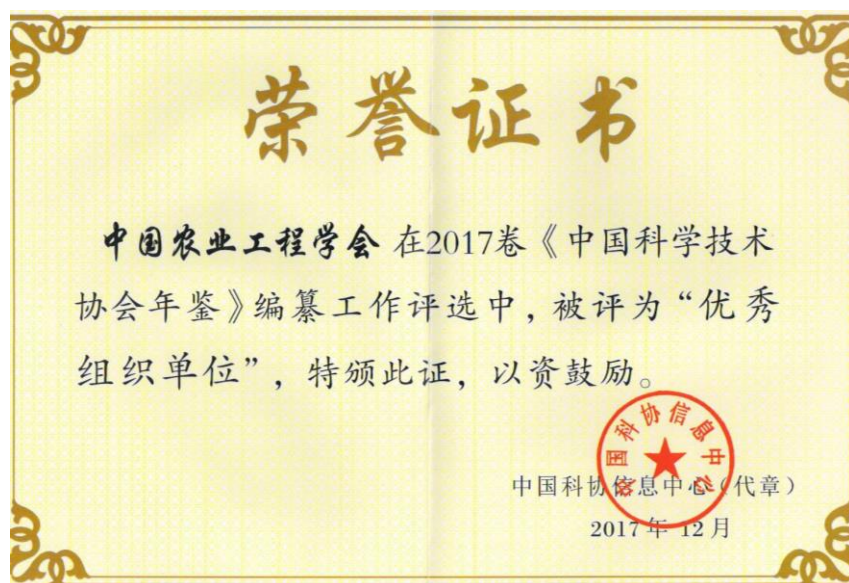 荣誉证书
中国农业工程学会 在2017卷《中国科学技术
协会年鉴》编纂工作评选中，被评为“优秀
组织单位”，特颁此证，以资鼓励。
中国科协信息中心
中国科协信息中心（代章）
2017年 12月